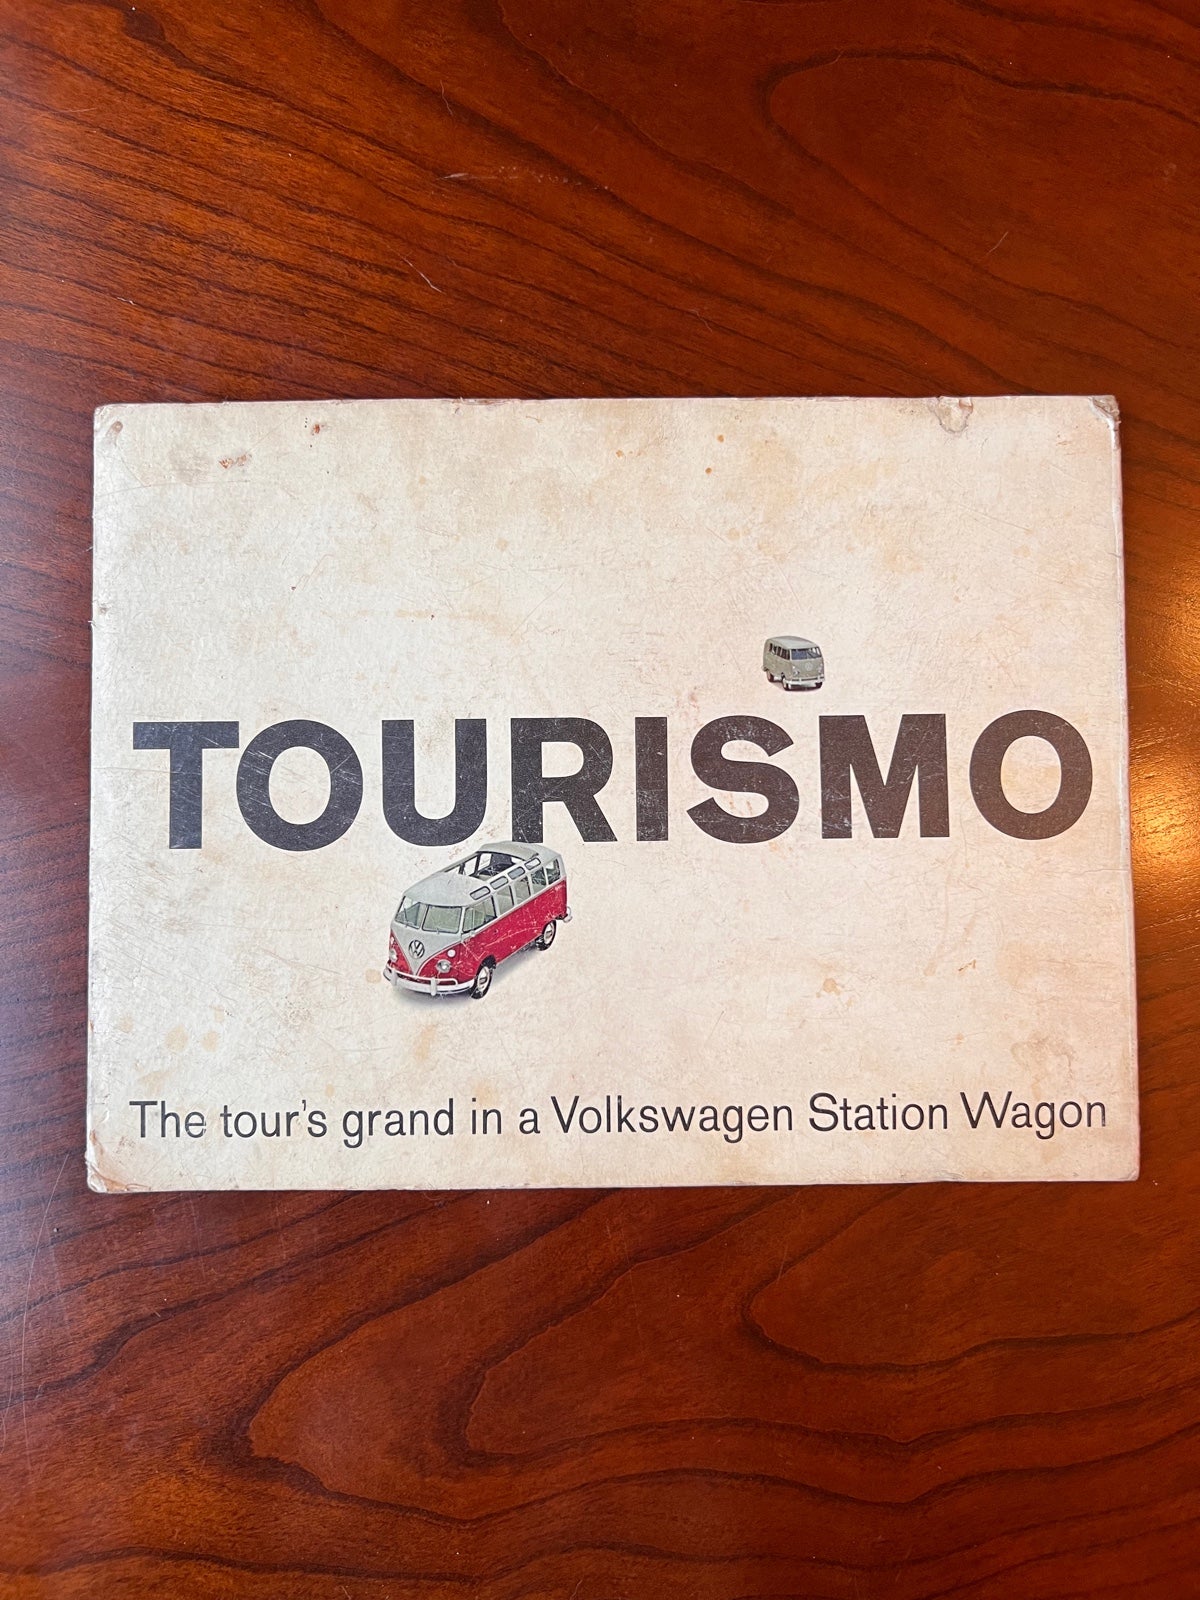 TOURISMO
The tour's grand in a Volkswagen Station Wagon